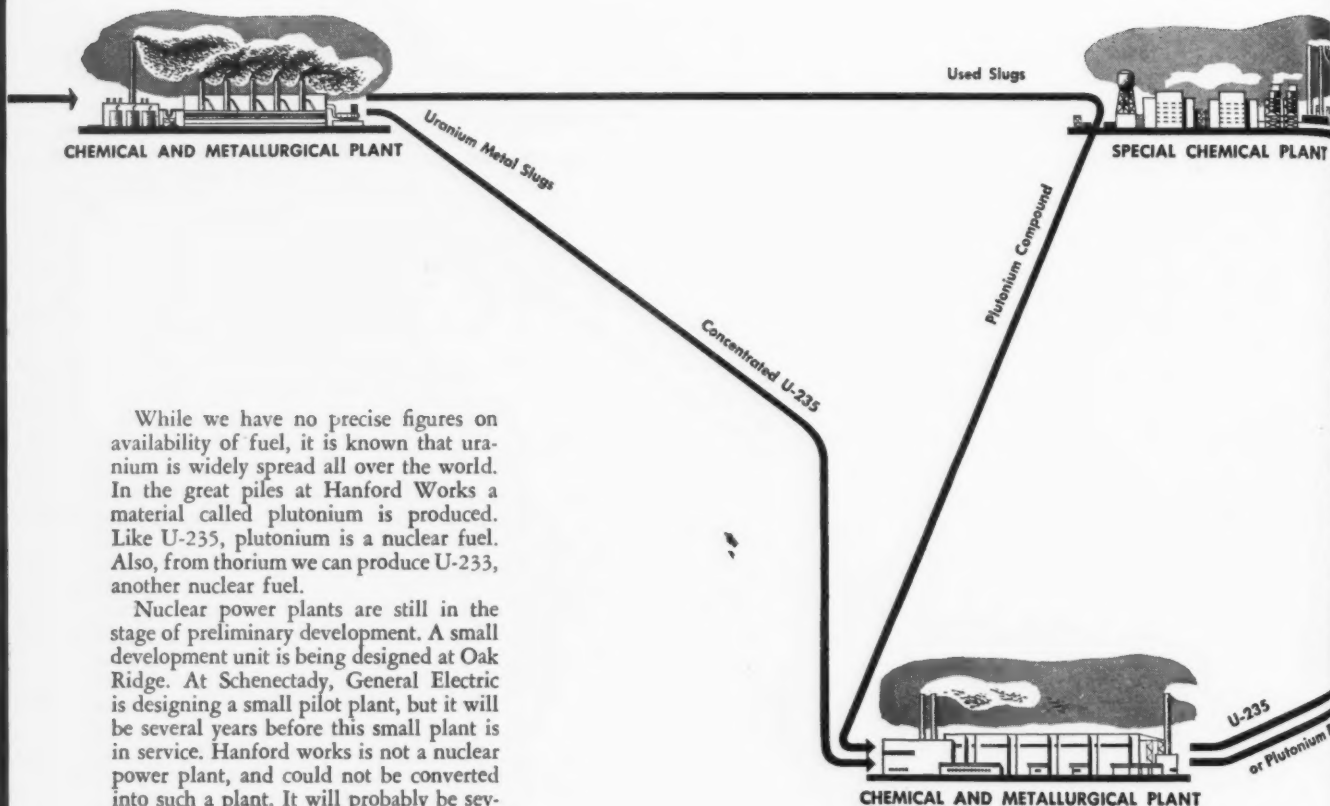 Used Slugs
CHEMICAL AND METALLURGICAL PLANT
Uranium Metal Slugs
SPECIAL CHEMICAL PLANT
Plutonium Compound
Concentrated U-235
While we have no precise figures on
availability of fuel, it is known that ura-
nium is widely spread all over the world.
In the great piles at Hanford Works a
material called plutonium is produced.
Like U-235, plutonium is a nuclear fuel.
Also, from thorium we can produce U-233,
another nuclear fuel.
Nuclear power plants are still in the
stage of preliminary development. A small
development unit is being designed at Oak
Ridge. At Schenectady, General Electric
is designing a small pilot plant, but it will
be several years before this small plant is
in service. Hanford works is not a nuclear
power plant, and could not be converted
into such a plant. It will probably be sev-
U-235
or Plutonium
CHEMICAL AND METALLURGICAL PLANT